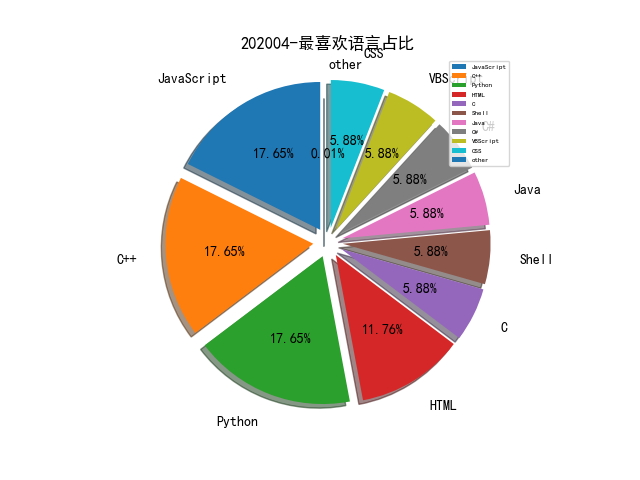 202004-最喜欢语言占比
CSS
other
JavaScript
VBS
C#
Java
Shell
C
HTML
Python
C++
17.65%
0.01%
5.88%
5.88%
5.88%
5.88%
5.88%
5.88%
11.76%
17.65%
17.65%
JavaScript
C++
Python
HTML
C
Shell
Java
C#
VBScript
CSS
other